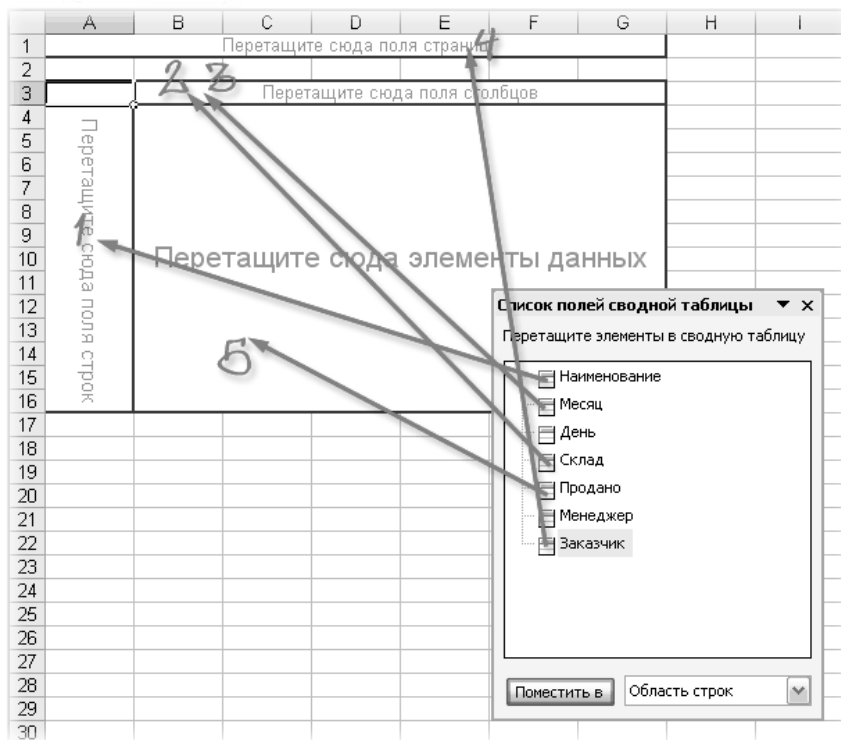 A B C D E F G H I
1 Перетащите сюда поля страниц 4
2 2 3
3 Перетащите сюда поля столбцов
4
5
6
7
8
9 1
10 Перетащите сюда элементы данных
11
12
13
14 5
15
16
17
18
19
20
21
22
23
24
25
26
27
28
29
30
Перетащите сюда поля строк
Список полей сводной таблицы
Перетащите элементы в сводную таблицу
Наименование
Месяц
День
Склад
Продано
Менеджер
Заказчик
Поместить в Область строк